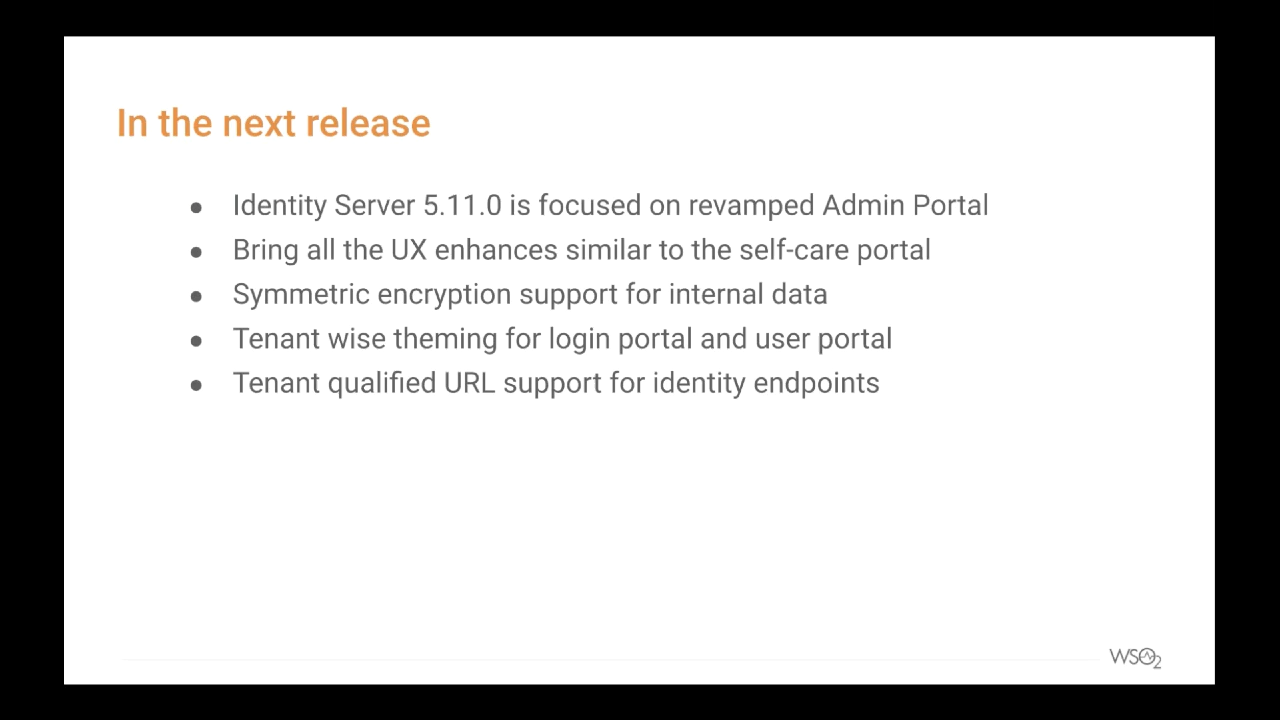 In the next release
● Identity Server 5.11.0 is focused on revamped Admin Portal
● Bring all the UX enhances similar to the self-care portal
● Symmetric encryption support for internal data
● Tenant wise theming for login portal and user portal
● Tenant qualified URL support for identity endpoints
WSO2